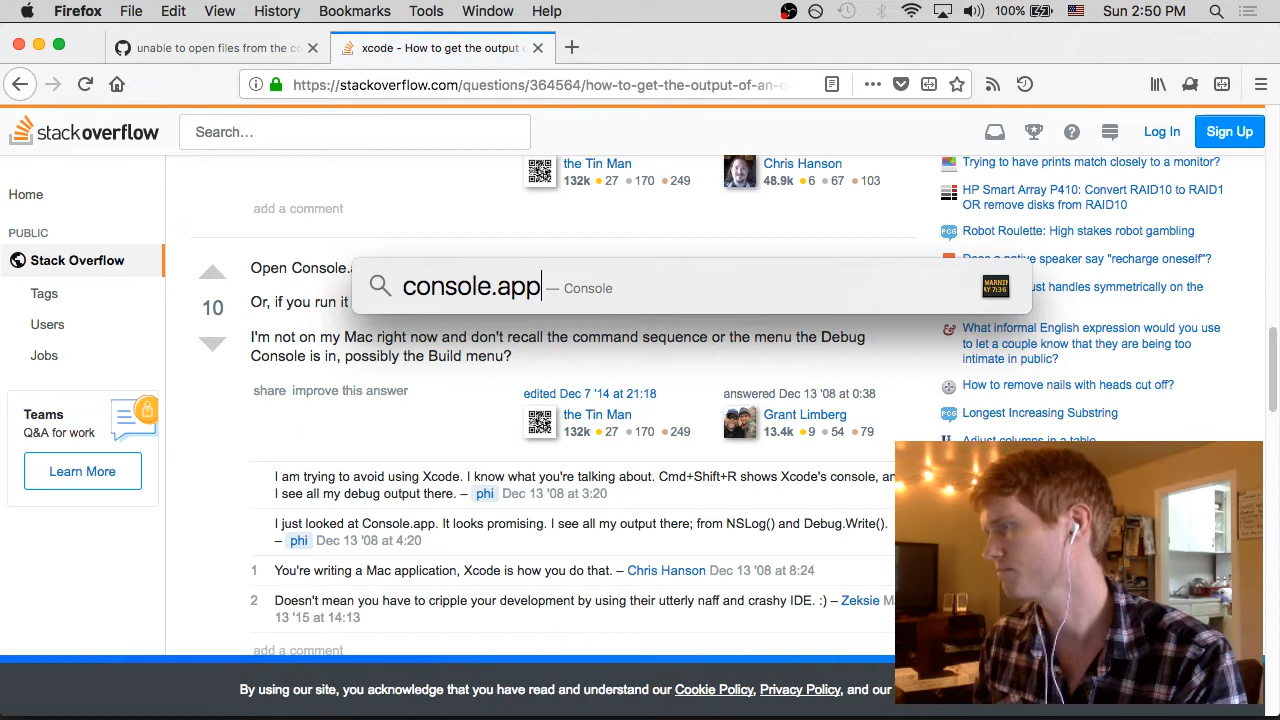 Firefox File Edit View History Bookmarks Tools Window Help 100% Sun 2:50 PM
unable to open files from the co
xcode - How to get the output o
https://stackoverflow.com/questions/364564/how-to-get-the-output-of-an-o
stackoverflow Search... Log In Sign Up
Home
PUBLIC
Stack Overflow
Tags
Users
Jobs
Teams
Q&A for work
Learn More
the Tin Man
132k 27 170 249
Chris Hanson
48.9k 6 67 103
add a comment
10
Open Console.a
console.app — Console
Or, if you run it
I'm not on my Mac right now and don't recall the command sequence or the menu the Debug
Console is in, possibly the Build menu?
share improve this answer
edited Dec 7 '14 at 21:18
the Tin Man
132k 27 170 249
answered Dec 13 '08 at 0:38
Grant Limberg
13.4k 9 54 79
I am trying to avoid using Xcode. I know what you're talking about. Cmd+Shift+R shows Xcode's console, an
I see all my debug output there. – phi Dec 13 '08 at 3:20
I just looked at Console.app. It looks promising. I see all my output there; from NSLog() and Debug.Write().
– phi Dec 13 '08 at 4:20
1 You're writing a Mac application, Xcode is how you do that. – Chris Hanson Dec 13 '08 at 8:24
2 Doesn't mean you have to cripple your development by using their utterly naff and crashy IDE. :) – Zeksie M
13 '15 at 14:13
add a comment
Trying to have prints match closely to a monitor?
HP Smart Array P410: Convert RAID10 to RAID1
OR remove disks from RAID10
Robot Roulette: High stakes robot gambling
Does a native speaker say "recharge oneself"?
ust handles symmetrically on the
What informal English expression would you use
to let a couple know that they are being too
intimate in public?
How to remove nails with heads cut off?
Longest Increasing Substring
Adjust columns in a table
By using our site, you acknowledge that you have read and understand our Cookie Policy, Privacy Policy, and our